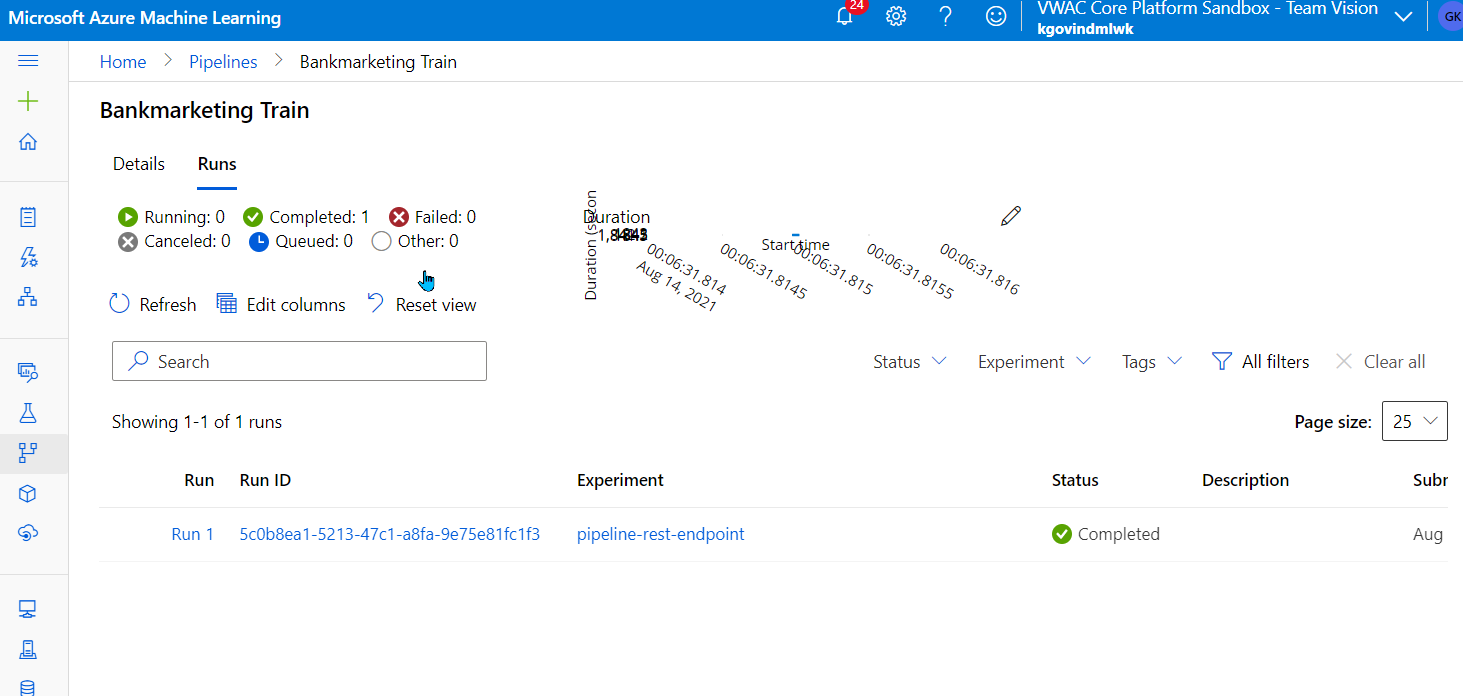 Microsoft Azure Machine Learning
24
VWAC Core Platform Sandbox - Team Vision
kgovindmlwk
GK
Home > Pipelines > Bankmarketing Train
Bankmarketing Train
Details Runs
Running: 0 Completed: 1 Failed: 0
Canceled: 0 Queued: 0 Other: 0
Duration
Start time
00:06:31.814
Aug 14, 2021
00:06:31.8145
00:06:31.815
00:06:31.8155
00:06:31.816
Refresh Edit columns Reset view
Search
Status Experiment Tags All filters Clear all
Showing 1-1 of 1 runs
Page size: 25
Run Run ID Experiment Status Description
Run 1 5c0b8ea1-5213-47c1-a8fa-9e75e81fc1f3 pipeline-rest-endpoint Completed Aug